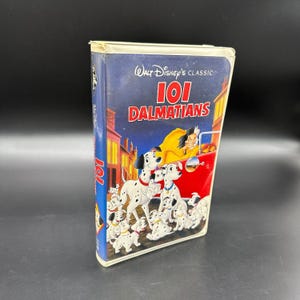 WALT DISNEY'S CLASSIC
101
DALMATIANS
101